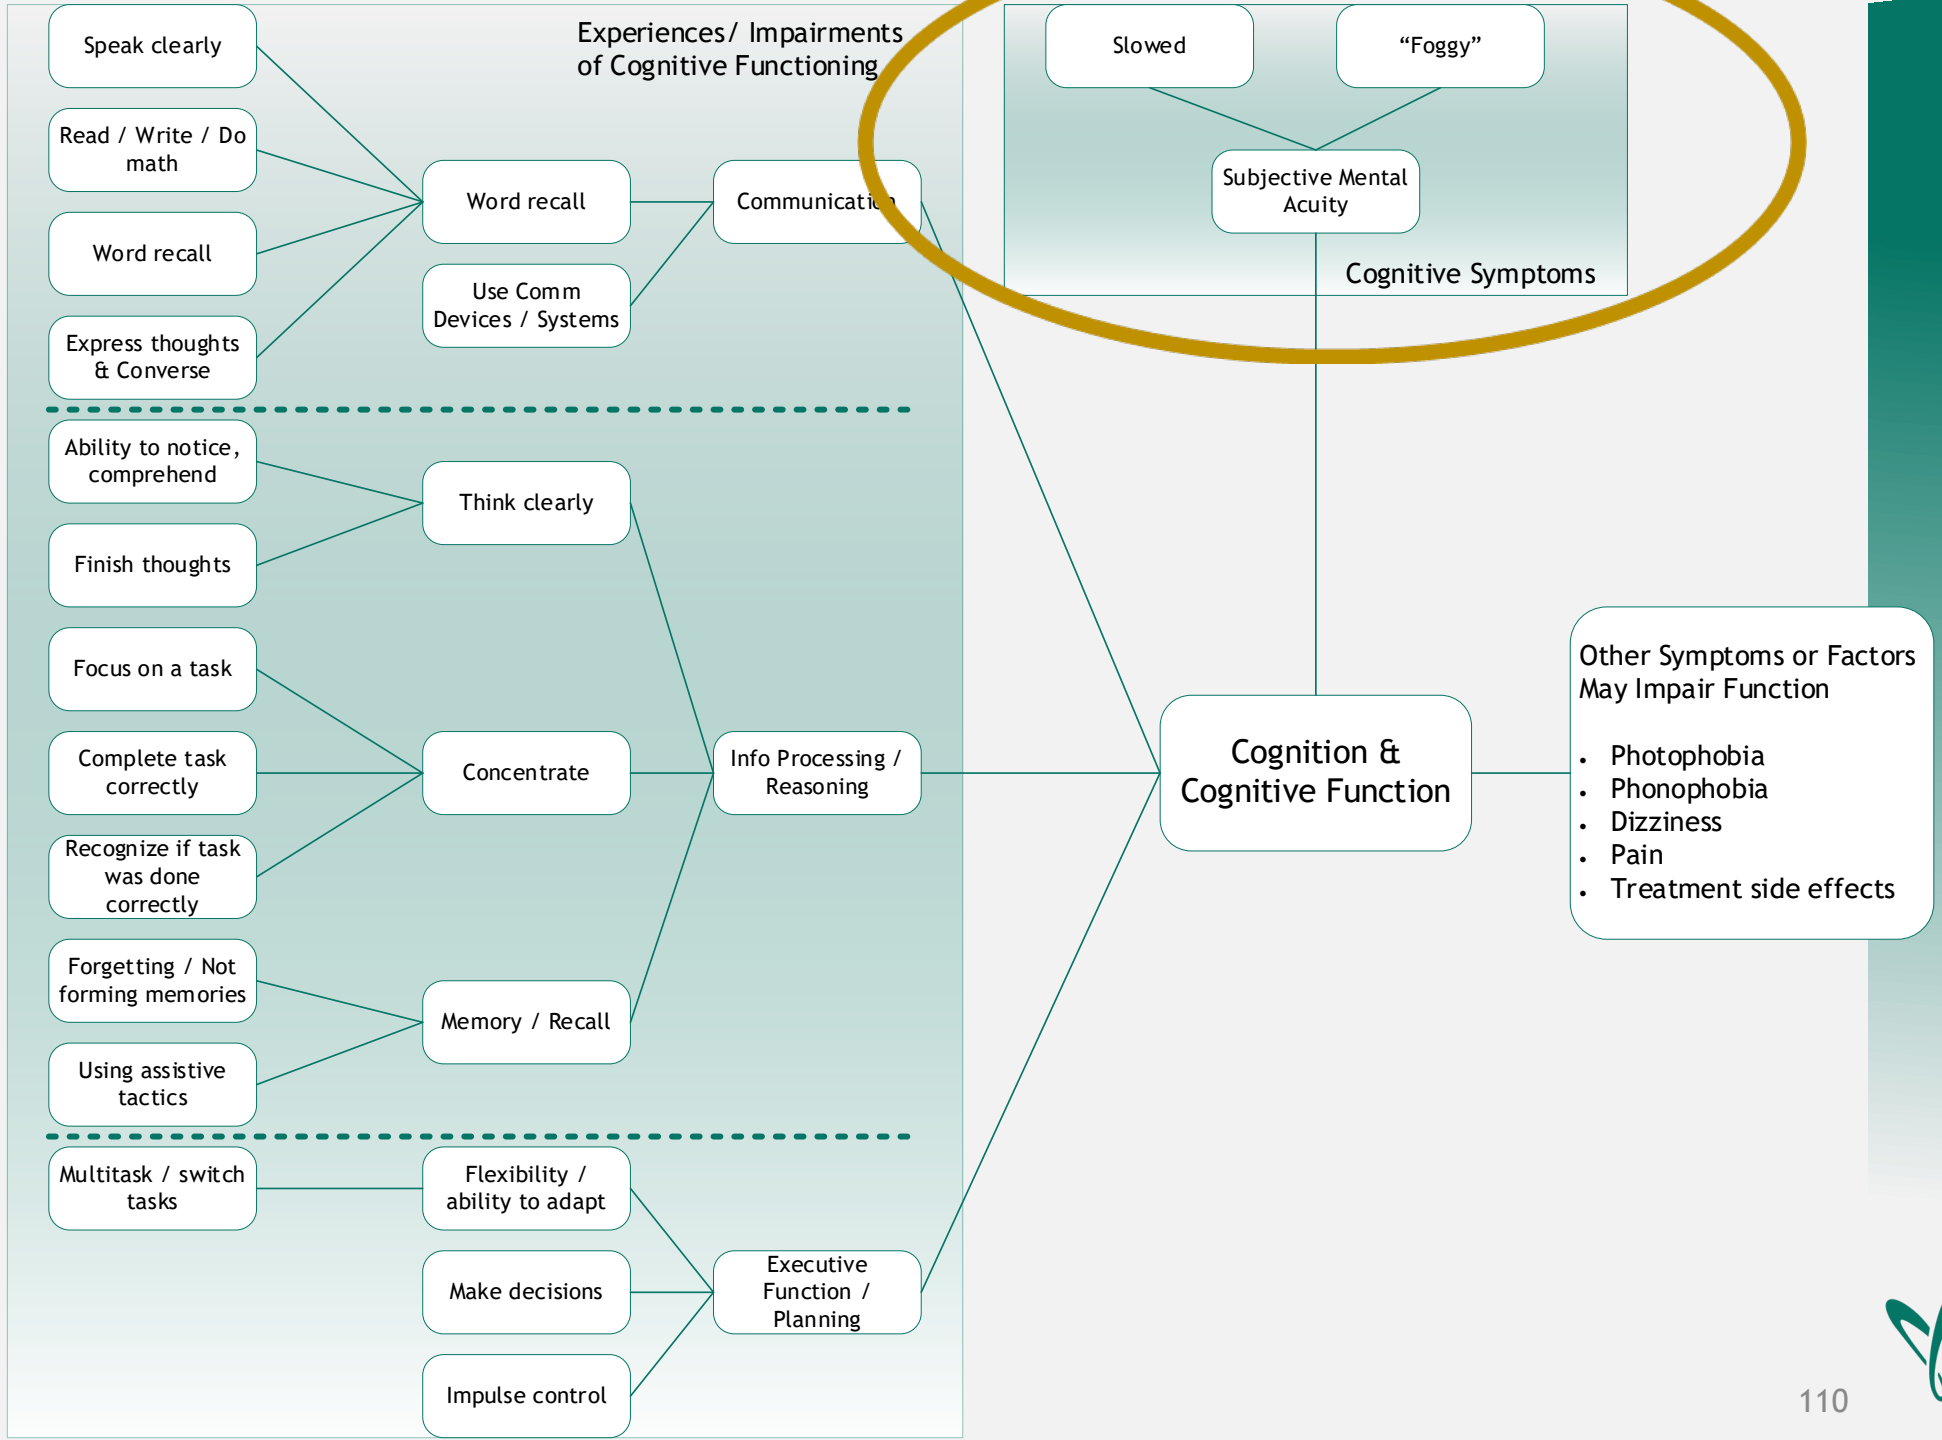 Experiences/ Impairments
of Cognitive Functioning
Speak clearly
Read / Write / Do
math
Word recall
Express thoughts
& Converse
Word recall
Use Comm
Devices / Systems
Communication
Ability to notice,
comprehend
Finish thoughts
Think clearly
Focus on a task
Complete task
correctly
Recognize if task
was done
correctly
Concentrate
Info Processing /
Reasoning
Forgetting / Not
forming memories
Using assistive
tactics
Memory / Recall
Multitask / switch
tasks
Flexibility /
ability to adapt
Make decisions
Impulse control
Executive
Function /
Planning
Slowed
“Foggy”
Subjective Mental
Acuity
Cognitive Symptoms
Cognition &
Cognitive Function
Other Symptoms or Factors
May Impair Function
• Photophobia
• Phonophobia
• Dizziness
• Pain
• Treatment side effects
110